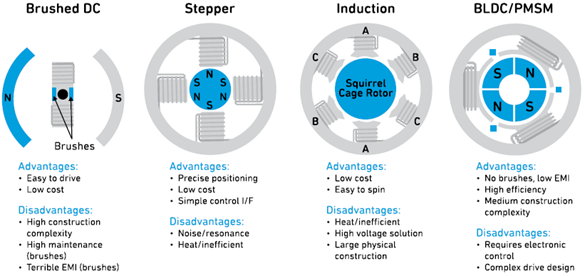 Brushed DC
N
S
Brushes
Advantages:
• Easy to drive
• Low cost
Disadvantages:
• High construction
complexity
• High maintenance
(brushes)
• Terrible EMI (brushes)
Stepper
N
S
N
S
N
S
Advantages:
• Precise positioning
• Low cost
• Simple control I/F
Disadvantages:
• Noise/resonance
• Heat/inefficient
Induction
A
C
B
Squirrel
Cage Rotor
B
C
A
Advantages:
• Low cost
• Easy to spin
Disadvantages:
• Heat/inefficient
• High voltage solution
• Large physical
construction
BLDC/PMSM
S
N
N
S
Advantages:
• No brushes, low EMI
• High efficiency
• Medium construction
complexity
Disadvantages:
• Requires electronic
control
• Complex drive design